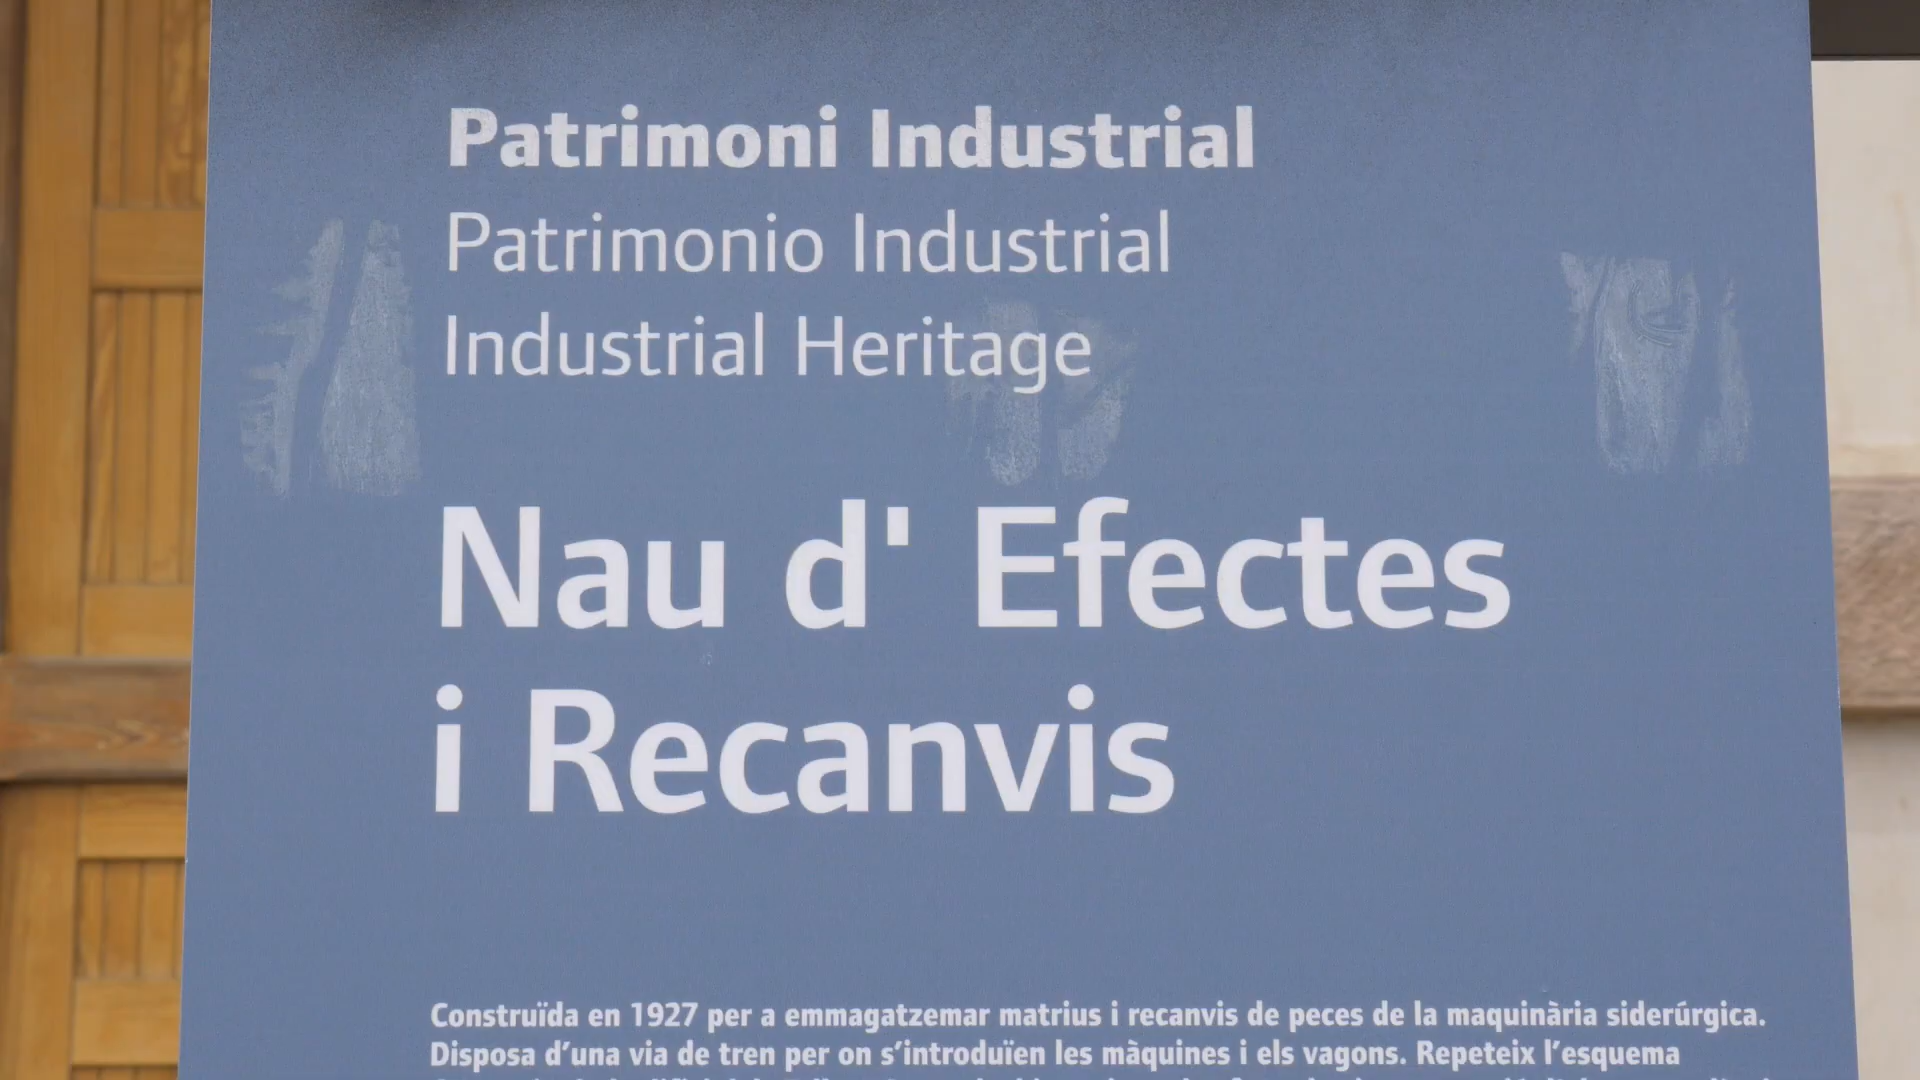 Patrimoni Industrial
Patrimonio Industrial
Industrial Heritage
Nau d' Efectes
i Recanvis
Construïda en 1927 per a emmagatzemar matrius i recanvis de peces de la maquinària siderúrgica.
Disposa d'una via de tren per on s'introduïen les màquines i els vagons. Repeteix l'esquema